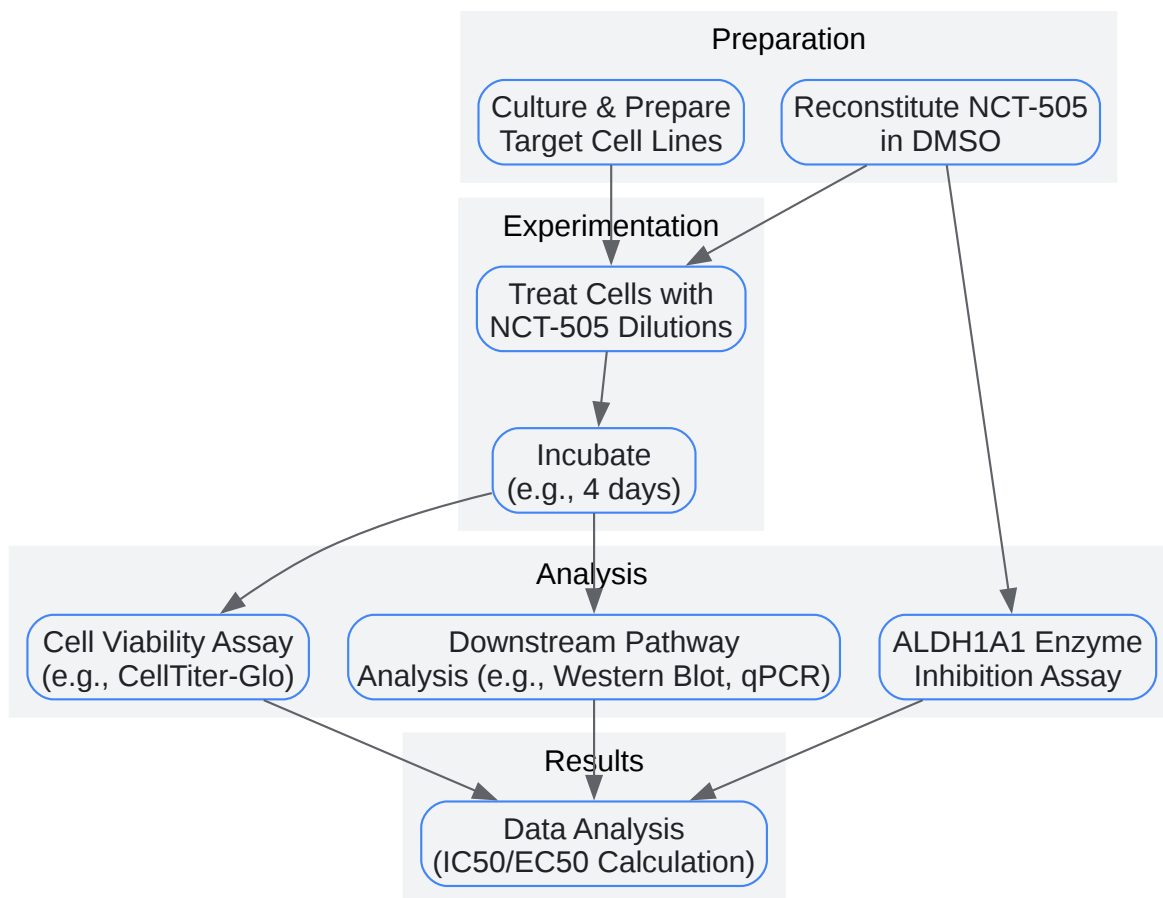 Preparation
Culture & Prepare
Target Cell Lines
Reconstitute NCT-505
in DMSO
Experimentation
Treat Cells with
NCT-505 Dilutions
Incubate
(e.g., 4 days)
Analysis
Cell Viability Assay
(e.g., CellTiter-Glo)
Downstream Pathway
Analysis (e.g., Western Blot, qPCR)
ALDH1A1 Enzyme
Inhibition Assay
Results
Data Analysis
(IC50/EC50 Calculation)